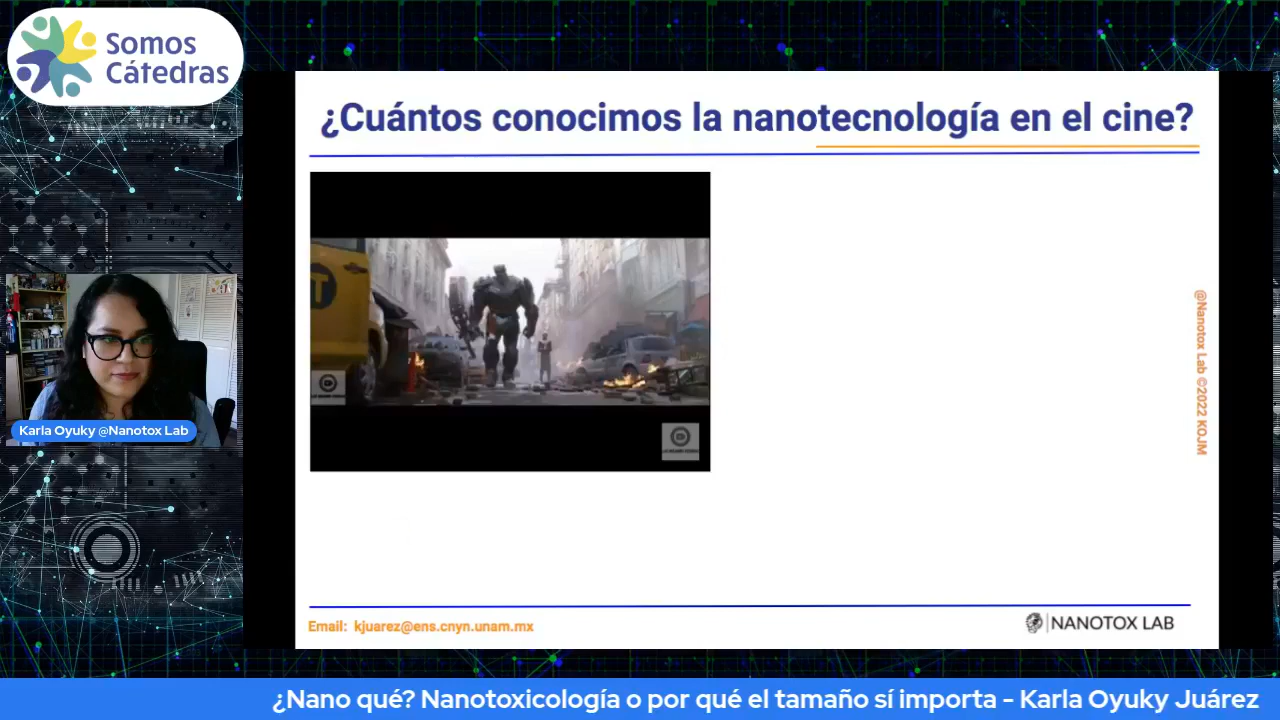 Somos
Cátedras
¿Cuántos conocimos la nanotecnología en el cine?
T
@Nanotox Lab ©2022 KOJM
Karla Oyuky @Nanotox Lab
Email: kjuarez@ens.cnyn.unam.mx
NANOTOX LAB
¿Nano qué? Nanotoxicología o por qué el tamaño sí importa - Karla Oyuky Juárez